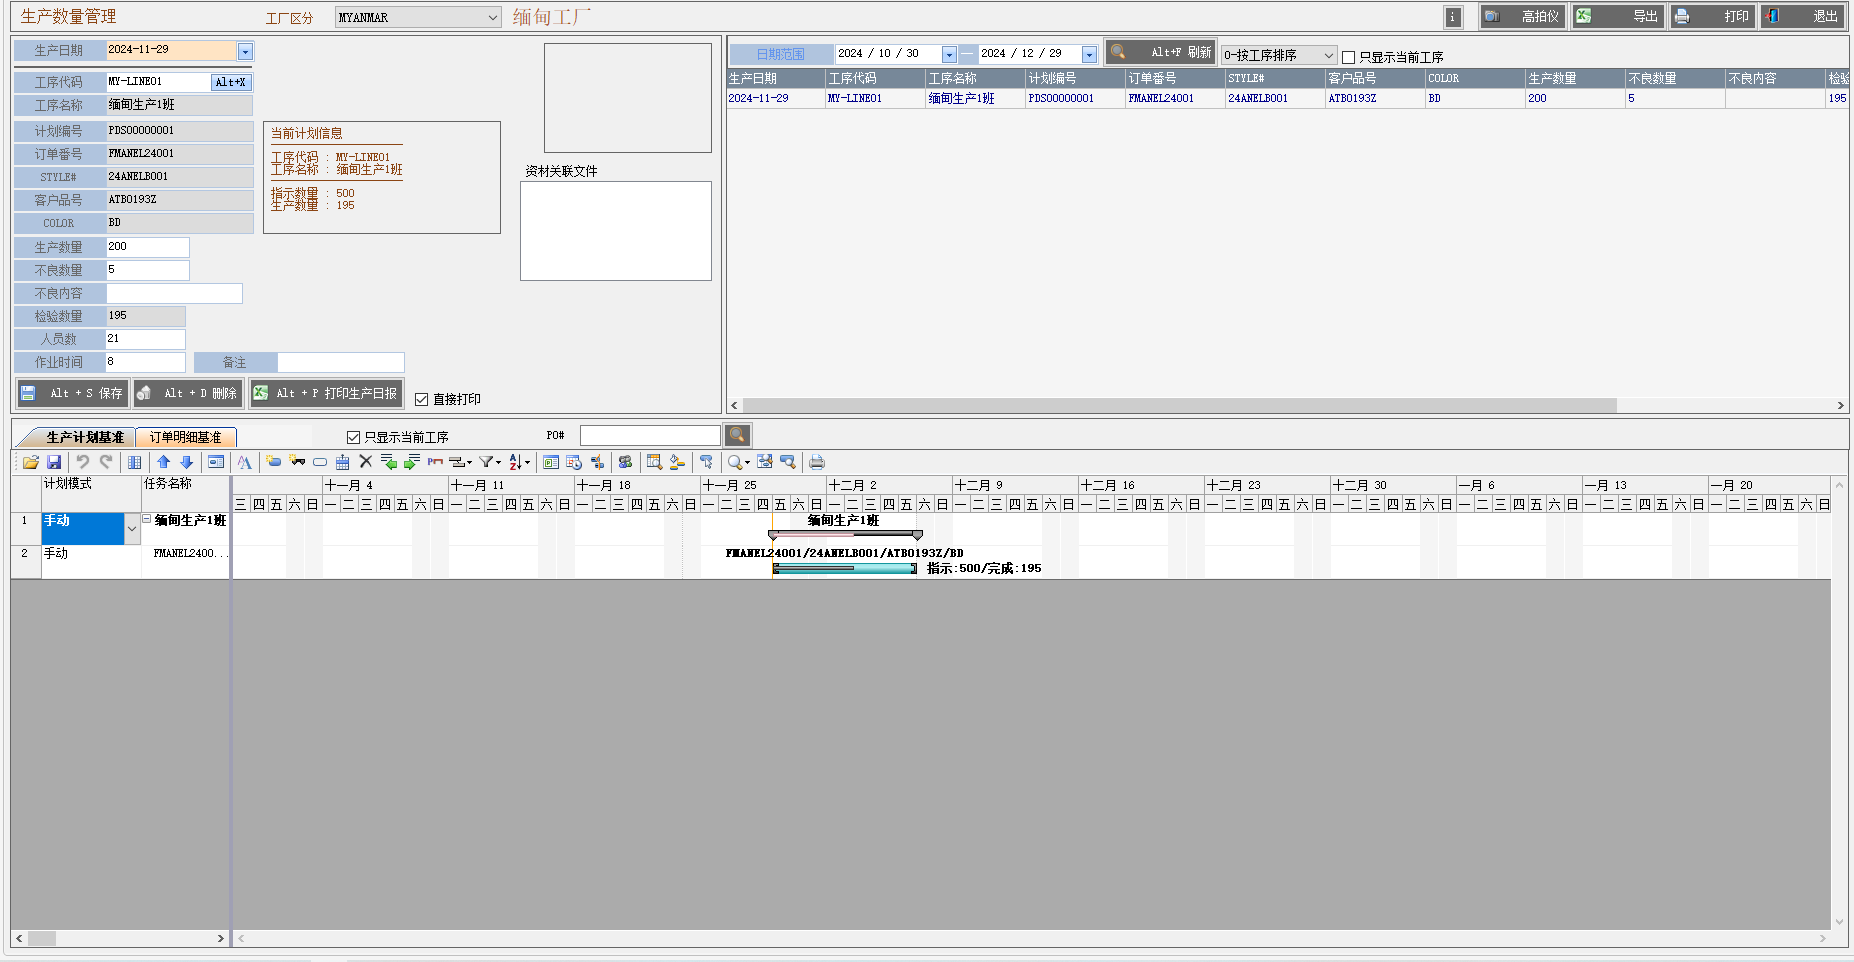 生产数量管理
工厂区分 MYANMAR 缅甸工厂
i 高拍仪 导出 打印 退出
生产日期 2024-11-29
工序代码 MY-LINE01 Alt+X
工序名称 缅甸生产1班
计划编号 PDS00000001
订单番号 FMANEL24001
STYLE# 24ANELB001
客户品号 ATB0193Z
COLOR BD
生产数量 200
不良数量 5
不良内容
检验数量 195
人员数 21
作业时间 8 备注
Alt + S 保存 Alt + D 删除 Alt + P 打印生产日报 直接打印
当前计划信息
工序代码 : MY-LINE01
工序名称 : 缅甸生产1班
指示数量 : 500
生产数量 : 195
资材关联文件
日期范围 2024 / 10 / 30 — 2024 / 12 / 29 Alt+F 刷新 0-按工序排序 只显示当前工序
生产日期 工序代码 工序名称 计划编号 订单番号 STYLE# 客户品号 COLOR 生产数量 不良数量 不良内容 检验
2024-11-29 MY-LINE01 缅甸生产1班 PDS00000001 FMANEL24001 24ANELB001 ATB0193Z BD 200 5 195
生产计划基准 订单明细基准 只显示当前工序 PO#
计划模式 任务名称 十一月 4 十一月 11 十一月 18 十一月 25 十二月 2 十二月 9 十二月 16 十二月 23 十二月 30 一月 6 一月 13 一月 20
三 四 五 六 日 一 二 三 四 五 六 日 一 二 三 四 五 六 日 一 二 三 四 五 六 日 一 二 三 四 五 六 日 一 二 三 四 五 六 日 一 二 三 四 五 六 日 一 二 三 四 五 六 日 一 二 三 四 五 六 日 一 二 三 四 五 六 日 一 二 三 四 五 六 日 一 二 三 四 五 六 日 一 二 三 四 五 六 日
1 手动 缅甸生产1班 缅甸生产1班
2 手动 FMANEL2400... FMANEL24001/24ANELB001/ATB0193Z/BD
指示:500/完成:195